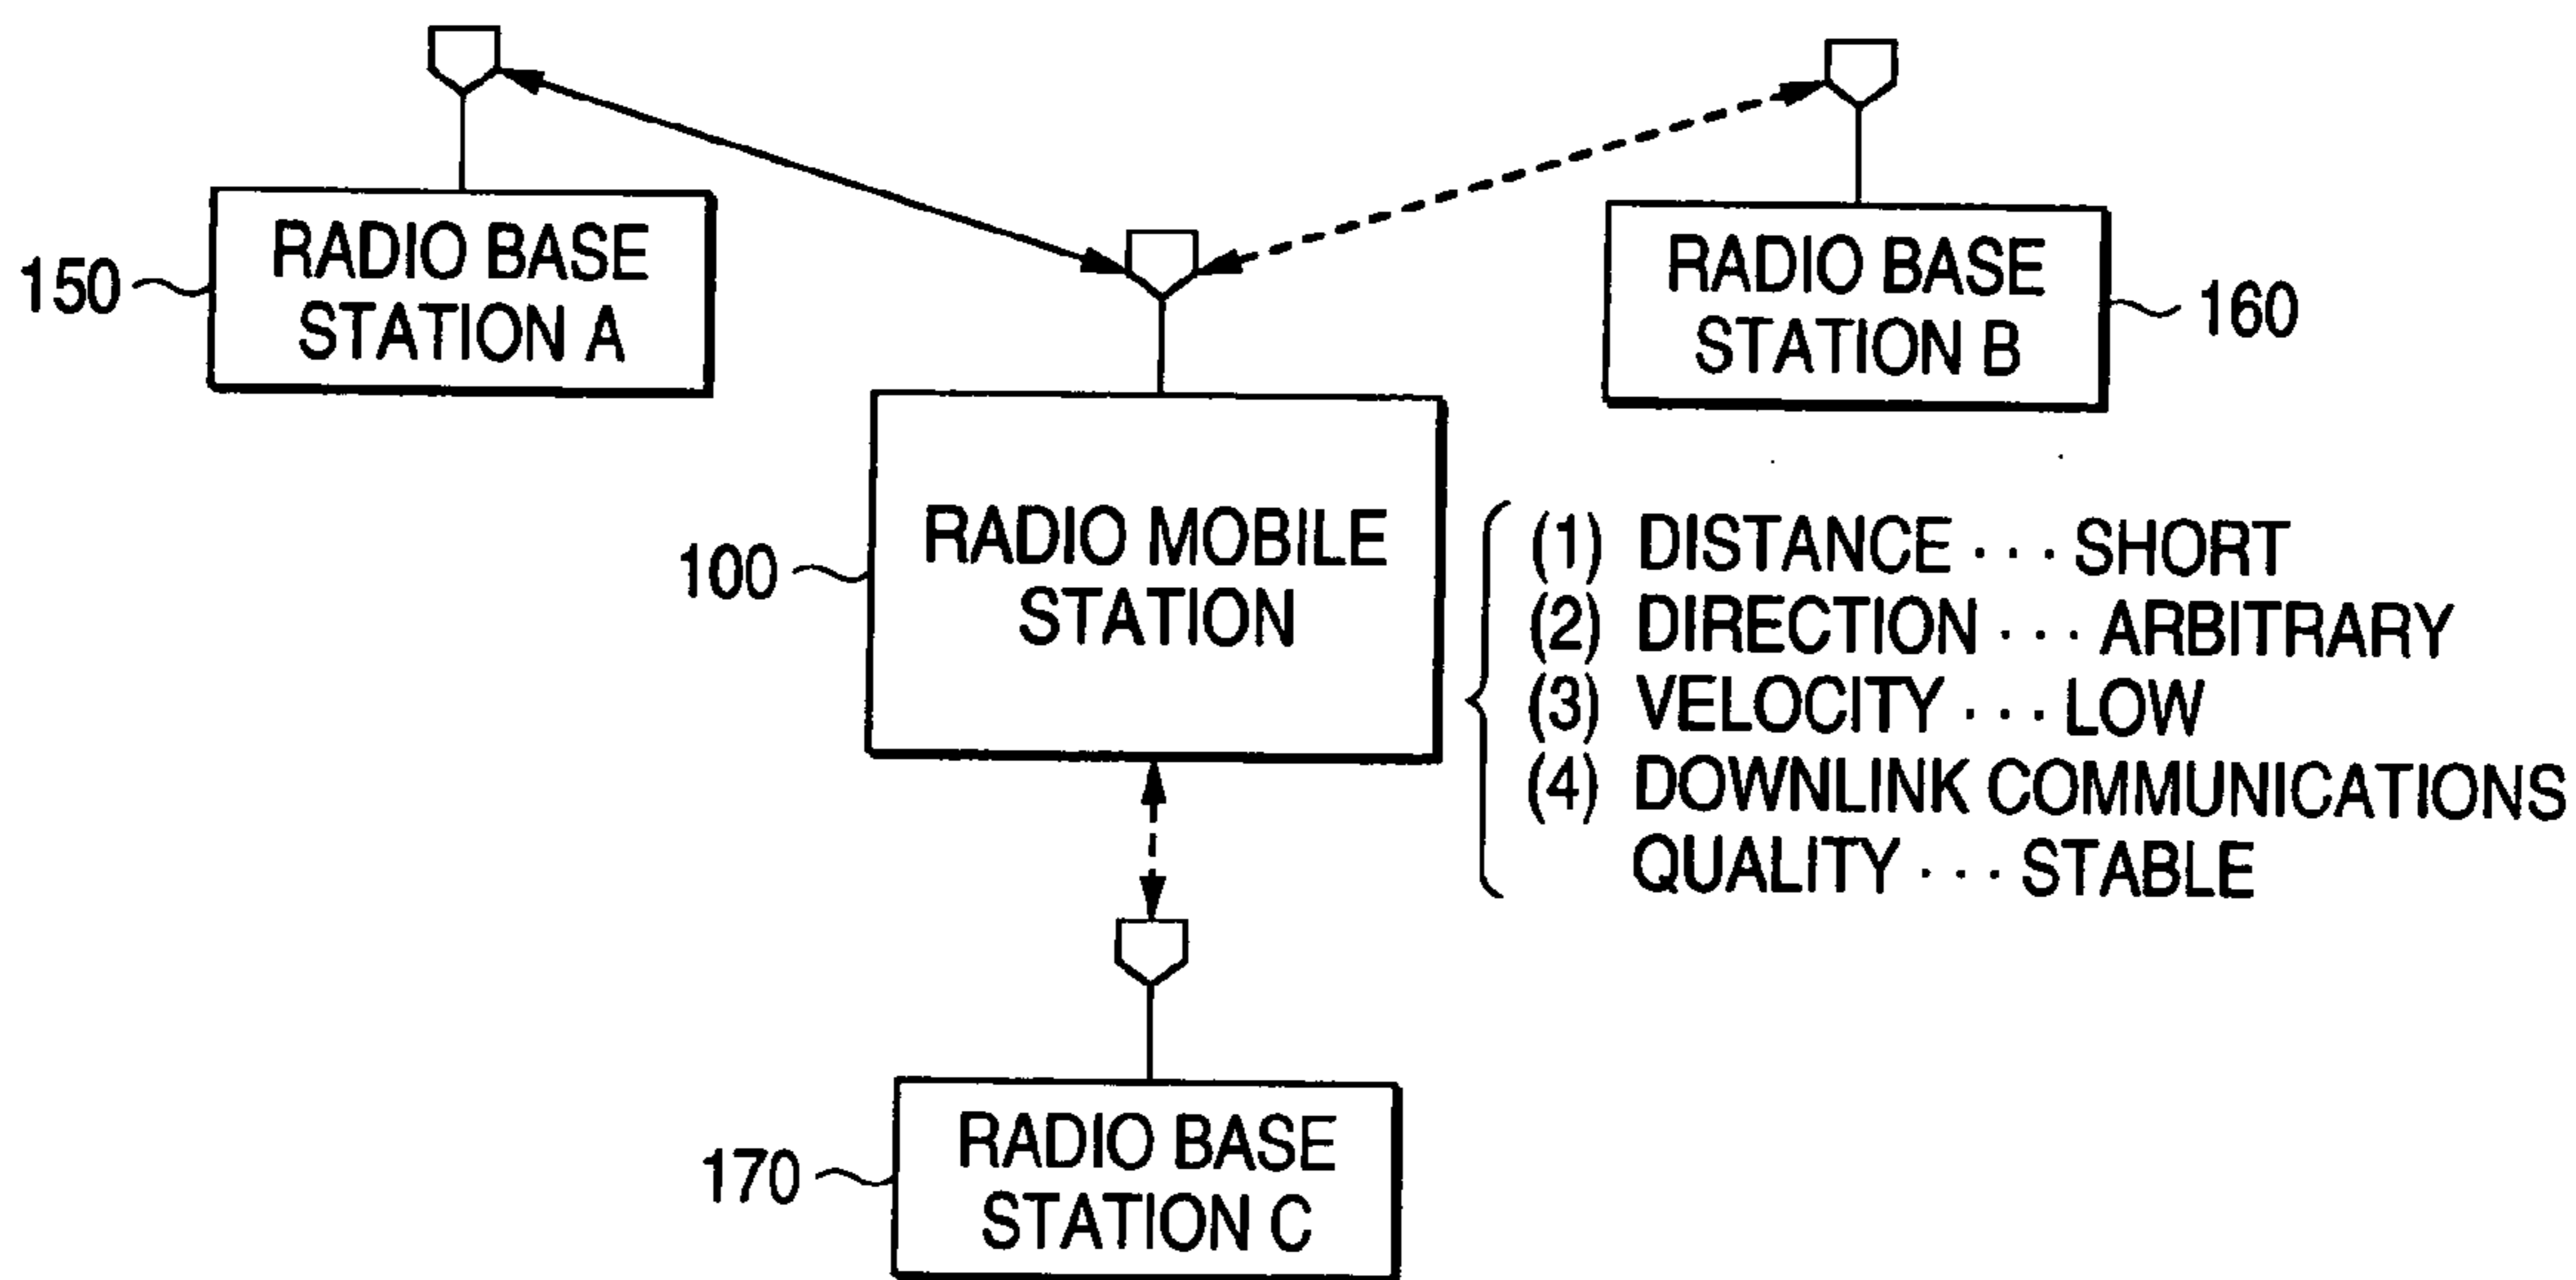 RADIO BASE
STATION A
150
RADIO BASE
STATION B
160
RADIO MOBILE
STATION
100
(1) DISTANCE · · · SHORT
(2) DIRECTION · · · ARBITRARY
(3) VELOCITY · · · LOW
(4) DOWNLINK COMMUNICATIONS
QUALITY · · · STABLE
RADIO BASE
STATION C
170